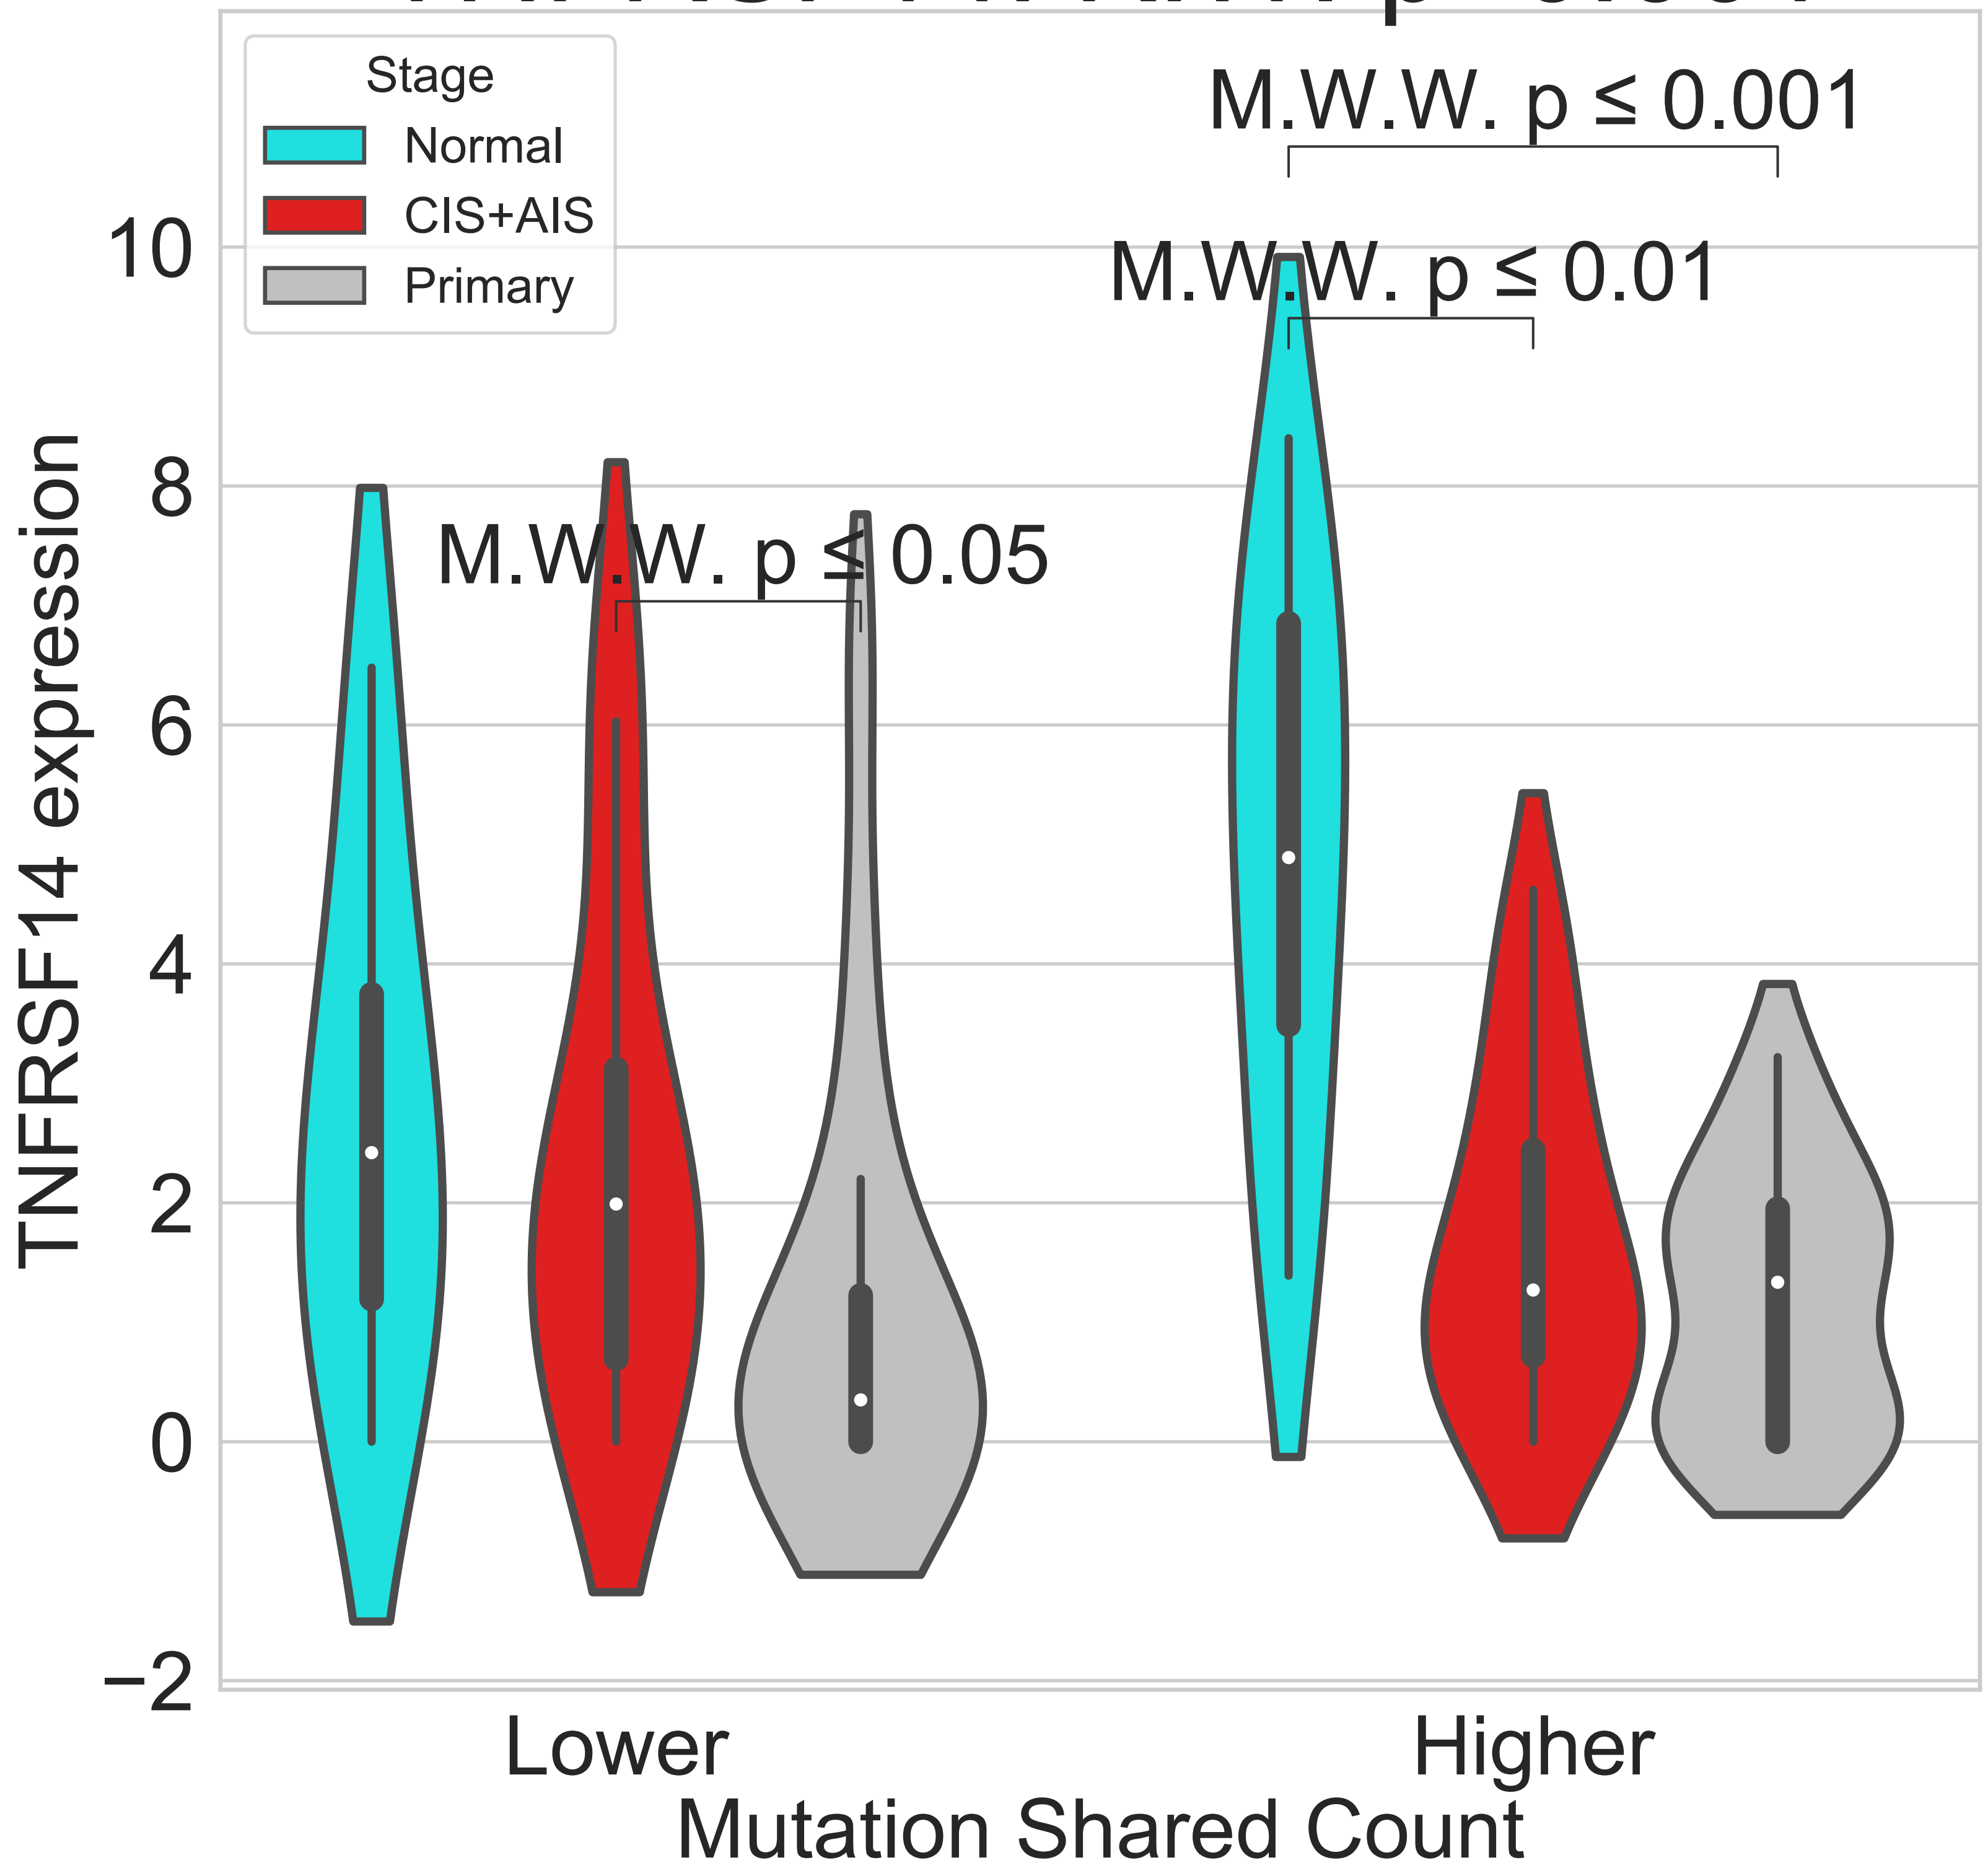 Stage
Normal
CIS+AIS
Primary
M.W.W. p ≤ 0.001
M.W.W. p ≤ 0.01
M.W.W. p ≤ 0.05
10
8
6
4
2
0
−2
TNFRSF14 expression
Lower
Higher
Mutation Shared Count